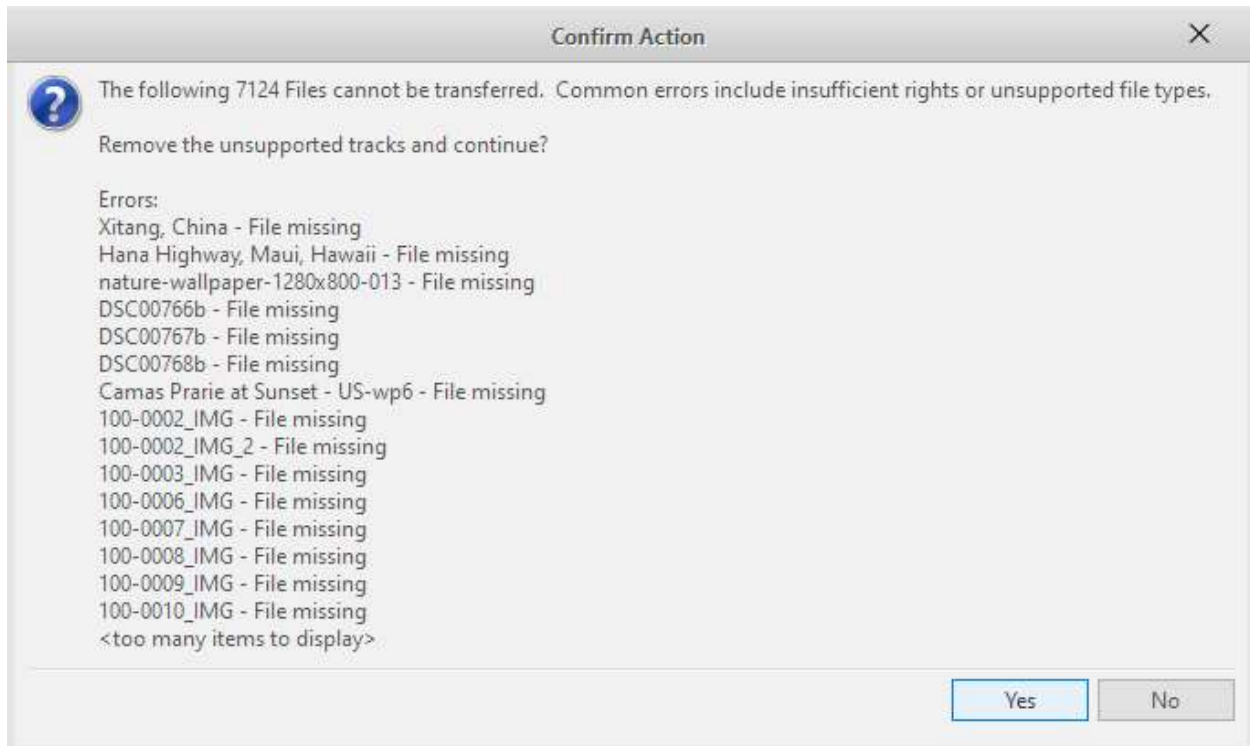 Confirm Action
The following 7124 Files cannot be transferred.  Common errors include insufficient rights or unsupported file types.
Remove the unsupported tracks and continue?
Errors:
Xitang, China - File missing
Hana Highway, Maui, Hawaii - File missing
nature-wallpaper-1280x800-013 - File missing
DSC00766b - File missing
DSC00767b - File missing
DSC00768b - File missing
Camas Prarie at Sunset - US-wp6 - File missing
100-0002_IMG - File missing
100-0002_IMG_2 - File missing
100-0003_IMG - File missing
100-0006_IMG - File missing
100-0007_IMG - File missing
100-0008_IMG - File missing
100-0009_IMG - File missing
100-0010_IMG - File missing
<too many items to display>
Yes
No